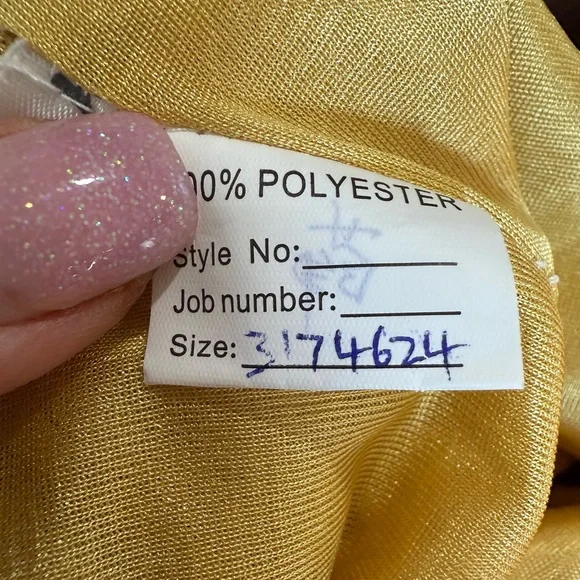 00% POLYESTER
Style No:
Job number:
Size: 3174624